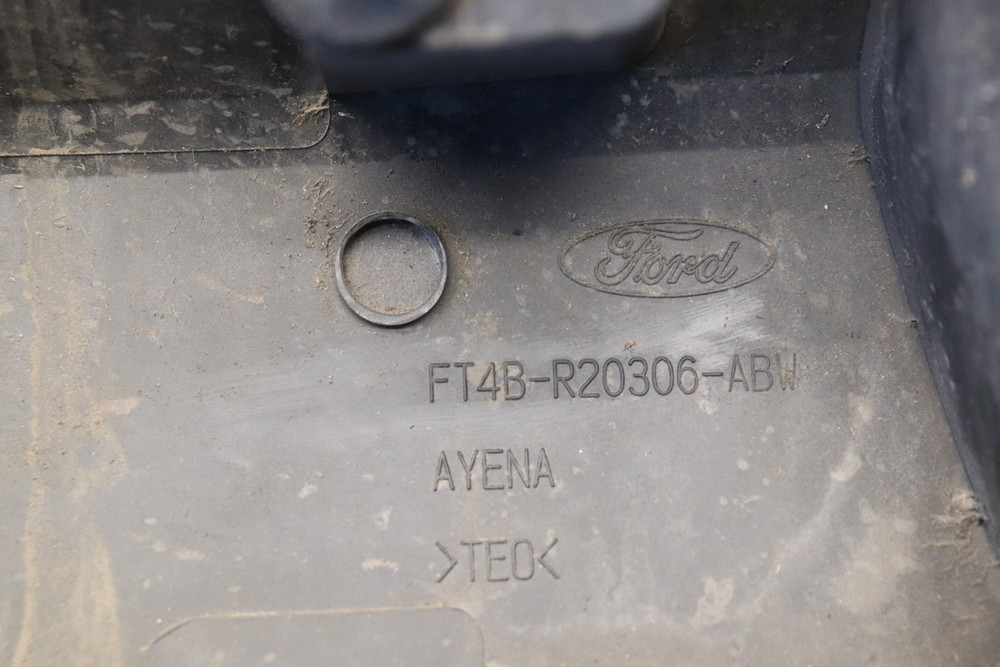 Ford
FT4B-R20306-ABW
AYENA
>TEO<